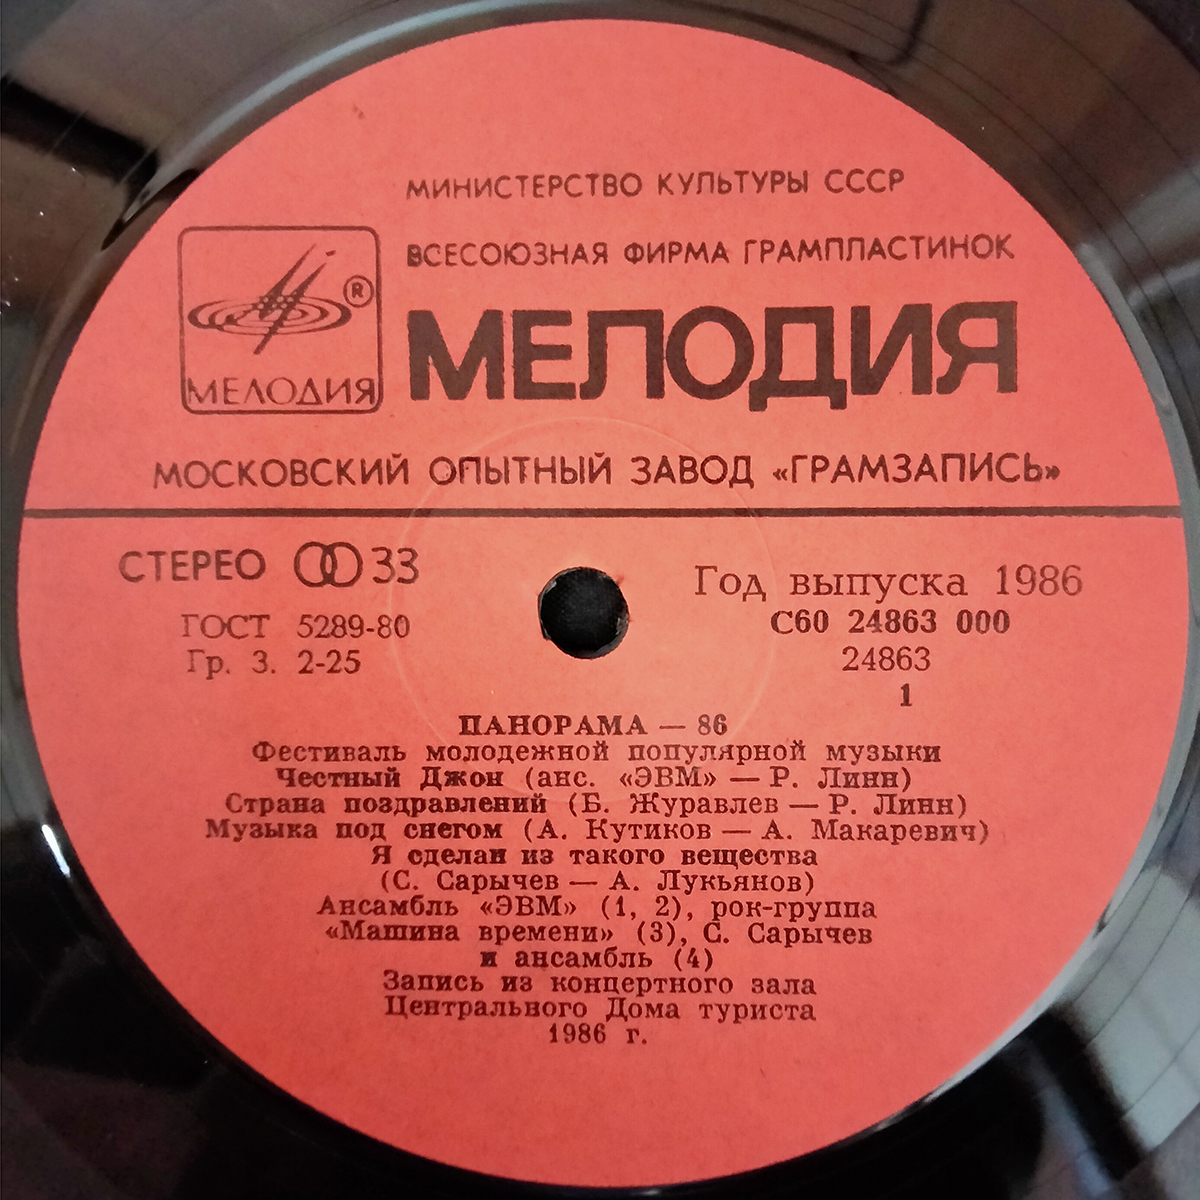 МИНИСТЕРСТВО КУЛЬТУРЫ СССР
ВСЕСОЮЗНАЯ ФИРМА ГРАМПЛАСТИНОК
®
МЕЛОДИЯ
МЕЛОДИЯ
МОСКОВСКИЙ ОПЫТНЫЙ ЗАВОД «ГРАМЗАПИСЬ»
СТЕРЕО 33
Год выпуска 1986
ГОСТ 5289-80
С60 24863 000
Гр. 3. 2-25
24863
1
ПАНОРАМА — 86
Фестиваль молодежной популярной музыки
Честный Джон (анс. «ЭВМ» — Р. Линн)
Страна поздравлений (Б. Журавлев — Р. Линн)
Музыка под снегом (А. Кутиков — А. Макаревич)
Я сделан из такого вещества
(С. Сарычев — А. Лукьянов)
Ансамбль «ЭВМ» (1, 2), рок-группа
«Машина времени» (3), С. Сарычев
и ансамбль (4)
Запись из концертного зала
Центрального Дома туриста
1986 г.